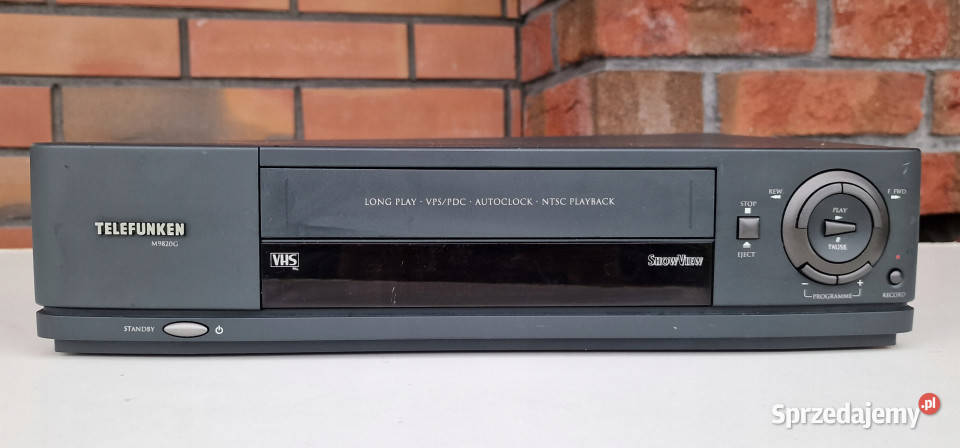 TELEFUNKEN
M9820G
LONG PLAY · VPS/PDC · AUTOCLOCK · NTSC PLAYBACK
VHS
SHOWVIEW
STANDBY
STOP
EJECT
REW
F FWD
PLAY
PAUSE
- PROGRAMME +
RECORD
Sprzedajemy.pl